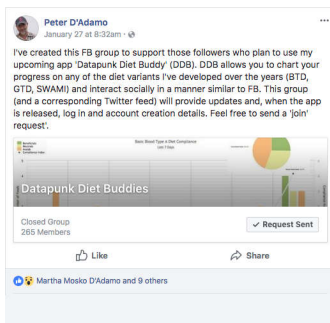 Peter D'Adamo
January 27 at 8:32am ·
I've created this FB group to support those followers who plan to use my
upcoming app 'Datapunk Diet Buddy' (DDB). DDB allows you to chart your
progress on any of the diet variants I've developed over the years (BTD,
GTD, SWAMI) and interact socially in a manner similar to FB. This group
(and a corresponding Twitter feed) will provide updates and, when the app
is released, log in and account creation details. Feel free to send a 'join'
request'.
Basic Blood Type A Diet Compliance
Last 7 Days
Datapunk Diet Buddies
Closed Group
265 Members
✓ Request Sent
Like
Share
Martha Mosko D'Adamo and 9 others